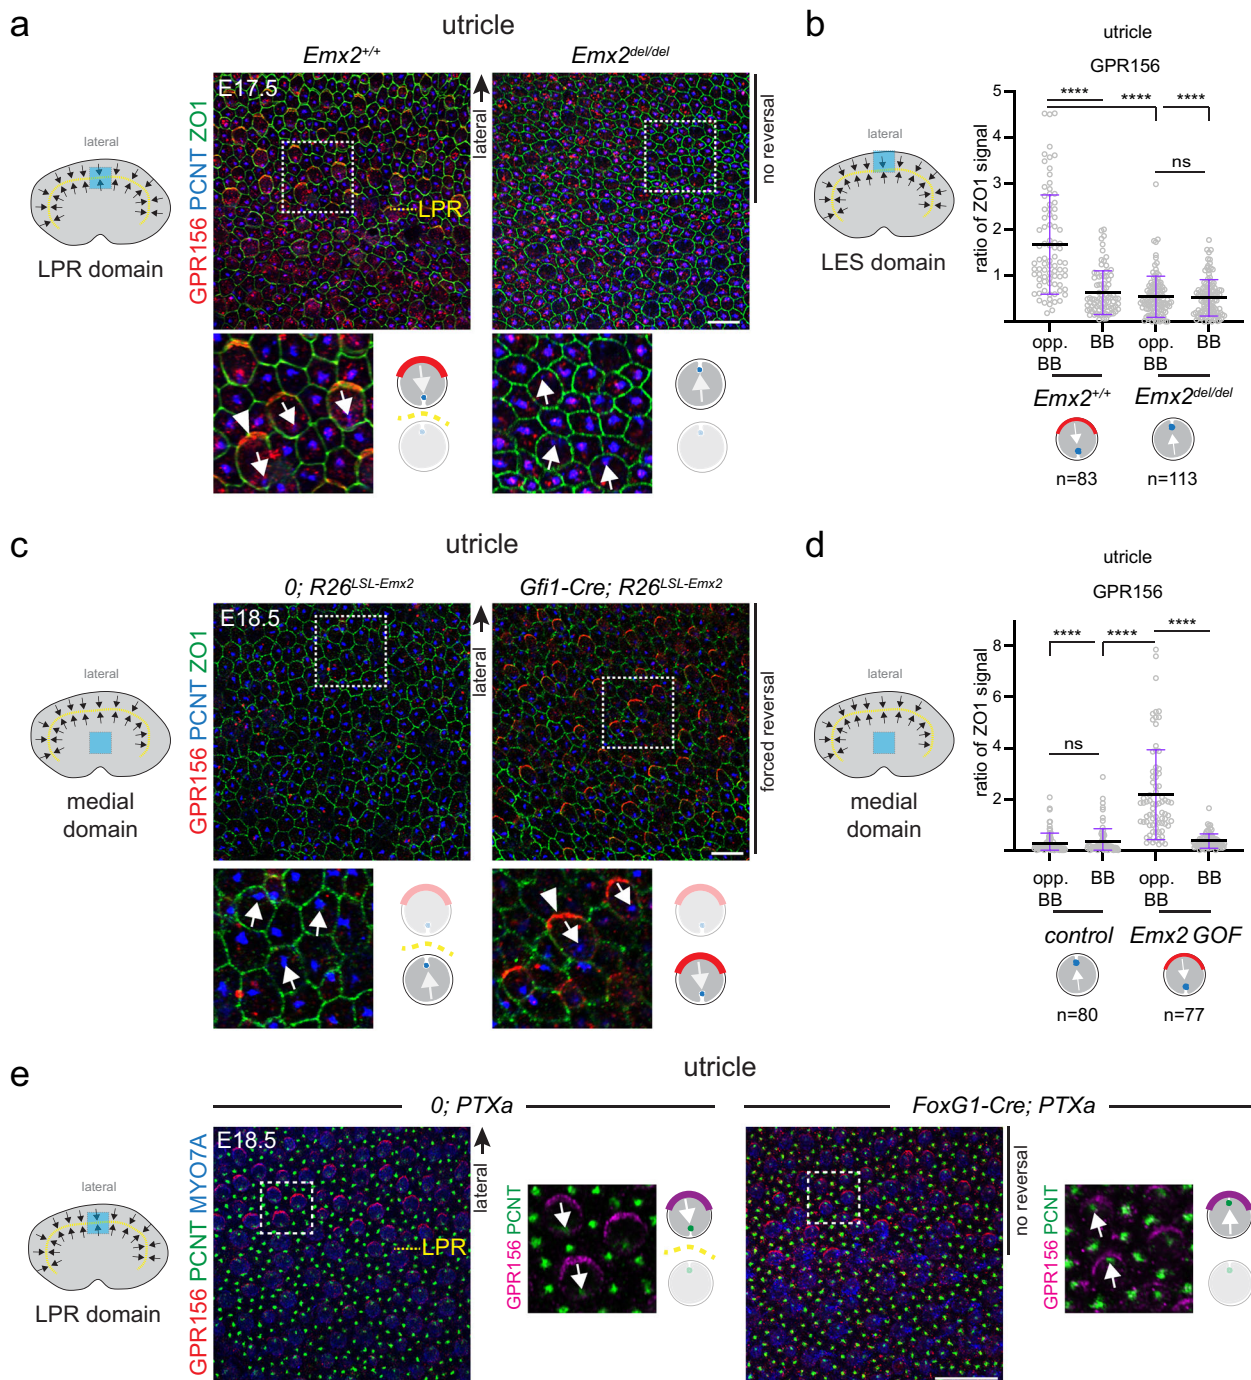 a
utricle
Emx2+/+
Emx2del/del
GPR156 PCNT ZO1
E17.5
LPR
lateral
no reversal
lateral
LPR domain
b
utricle
GPR156
ratio of ZO1 signal
5
4
3
2
1
****
****
****
ns
opp.
BB
BB
opp.
BB
BB
Emx2+/+
Emx2del/del
n=83
n=113
lateral
LES domain
c
utricle
0; R26LSL-Emx2
Gfi1-Cre; R26LSL-Emx2
GPR156 PCNT ZO1
E18.5
lateral
forced reversal
lateral
medial
domain
d
utricle
GPR156
ratio of ZO1 signal
8
6
4
2
****
****
****
ns
opp.
BB
BB
opp.
BB
BB
control
Emx2 GOF
n=80
n=77
lateral
medial
domain
e
utricle
0; PTXa
FoxG1-Cre; PTXa
GPR156 PCNT MYO7A
E18.5
LPR
lateral
GPR156 PCNT
no reversal
GPR156 PCNT
lateral
LPR domain